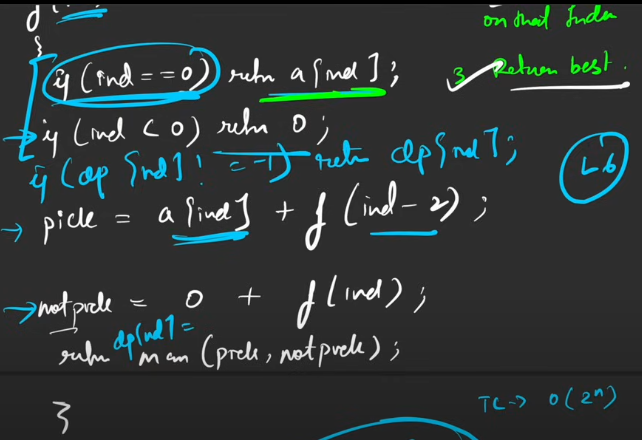 f(
on that Index
{
if (ind == 0) return a[ind];
3. Return best.
if (ind < 0) return 0;
if (dp[ind] != -1) return dp[ind];
L6
pick = a[ind] + f(ind-2);
notpick = 0 + f(ind);
return dp[ind] = max(pick, notpick);
TC -> O(2^n)
}